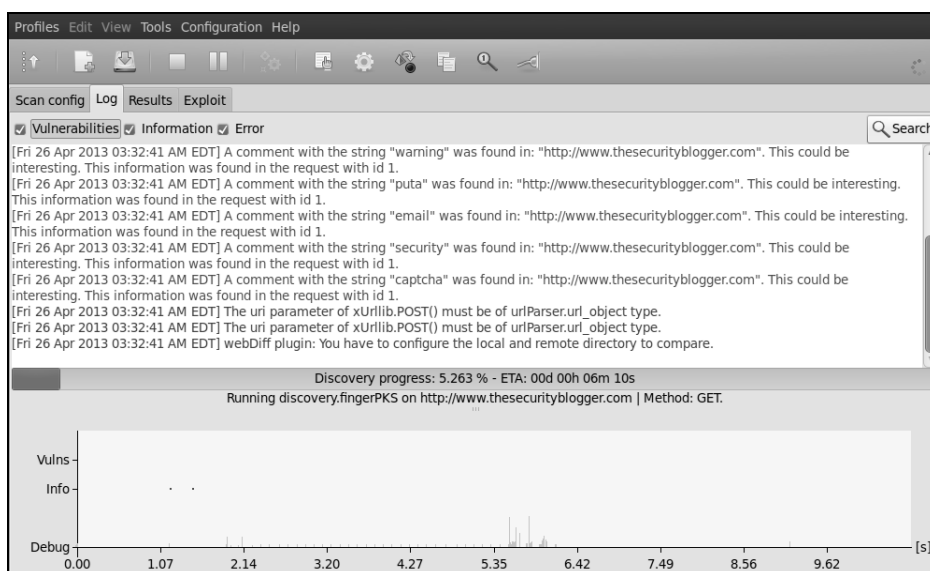 Profiles Edit View Tools Configuration Help
Scan config Log Results Exploit
Vulnerabilities Information Error Search
[Fri 26 Apr 2013 03:32:41 AM EDT] A comment with the string "warning" was found in: "http://www.thesecurityblogger.com". This could be
interesting. This information was found in the request with id 1.
[Fri 26 Apr 2013 03:32:41 AM EDT] A comment with the string "puta" was found in: "http://www.thesecurityblogger.com". This could be interesting.
This information was found in the request with id 1.
[Fri 26 Apr 2013 03:32:41 AM EDT] A comment with the string "email" was found in: "http://www.thesecurityblogger.com". This could be interesting.
This information was found in the request with id 1.
[Fri 26 Apr 2013 03:32:41 AM EDT] A comment with the string "security" was found in: "http://www.thesecurityblogger.com". This could be
interesting. This information was found in the request with id 1.
[Fri 26 Apr 2013 03:32:41 AM EDT] A comment with the string "captcha" was found in: "http://www.thesecurityblogger.com". This could be
interesting. This information was found in the request with id 1.
[Fri 26 Apr 2013 03:32:41 AM EDT] The uri parameter of xUrllib.POST() must be of urlParser.url_object type.
[Fri 26 Apr 2013 03:32:41 AM EDT] The uri parameter of xUrllib.POST() must be of urlParser.url_object type.
[Fri 26 Apr 2013 03:32:41 AM EDT] webDiff plugin: You have to configure the local and remote directory to compare.
Discovery progress: 5.263 % - ETA: 00d 00h 06m 10s
Running discovery.fingerPKS on http://www.thesecurityblogger.com | Method: GET.
Vulns
Info
Debug
[s]
0.00 1.07 2.14 3.20 4.27 5.35 6.42 7.49 8.56 9.62